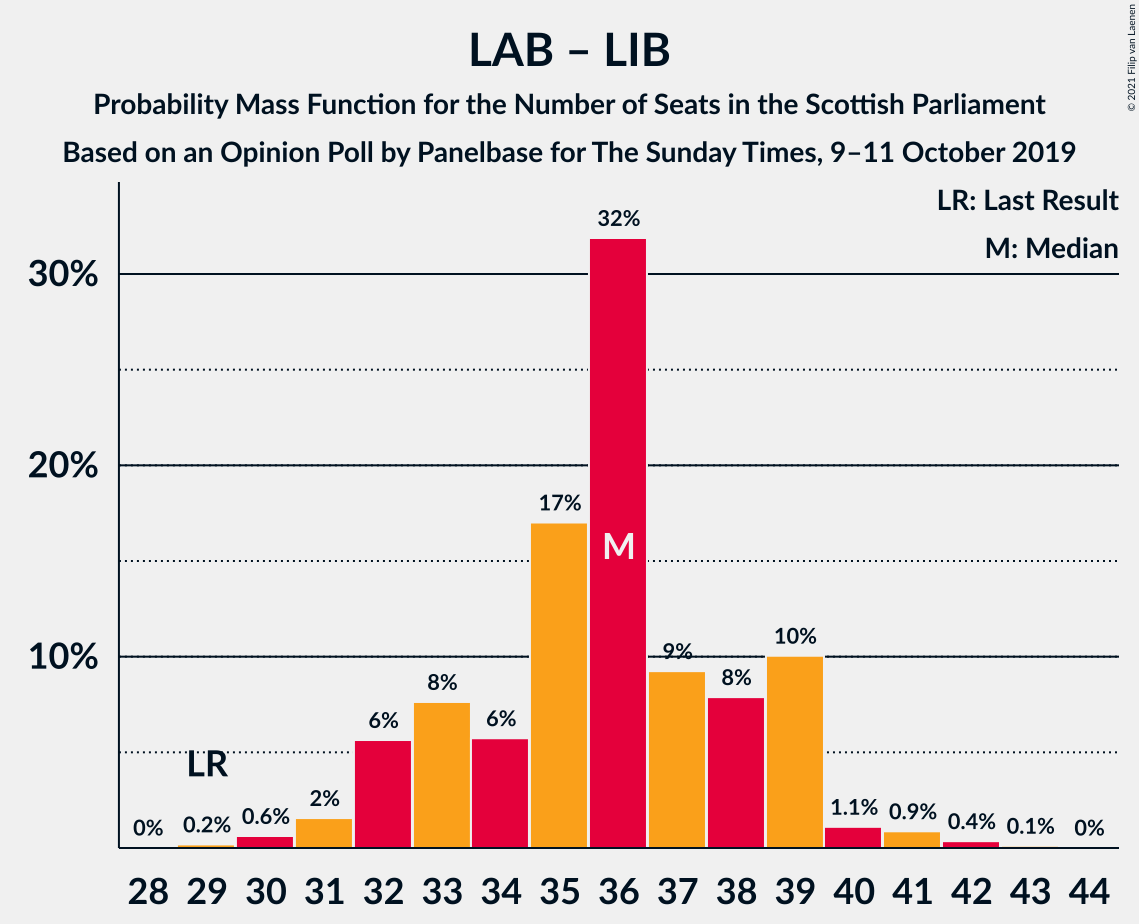 LAB – LIB
Probability Mass Function for the Number of Seats in the Scottish Parliament
Based on an Opinion Poll by Panelbase for The Sunday Times, 9–11 October 2019
© 2021 Filip van Laenen
LR: Last Result
M: Median
30%
20%
10%
0%
0.2%
0.6%
2%
6%
8%
6%
17%
32%
9%
8%
10%
1.1%
0.9%
0.4%
0.1%
0%
LR
M
28 29 30 31 32 33 34 35 36 37 38 39 40 41 42 43 44